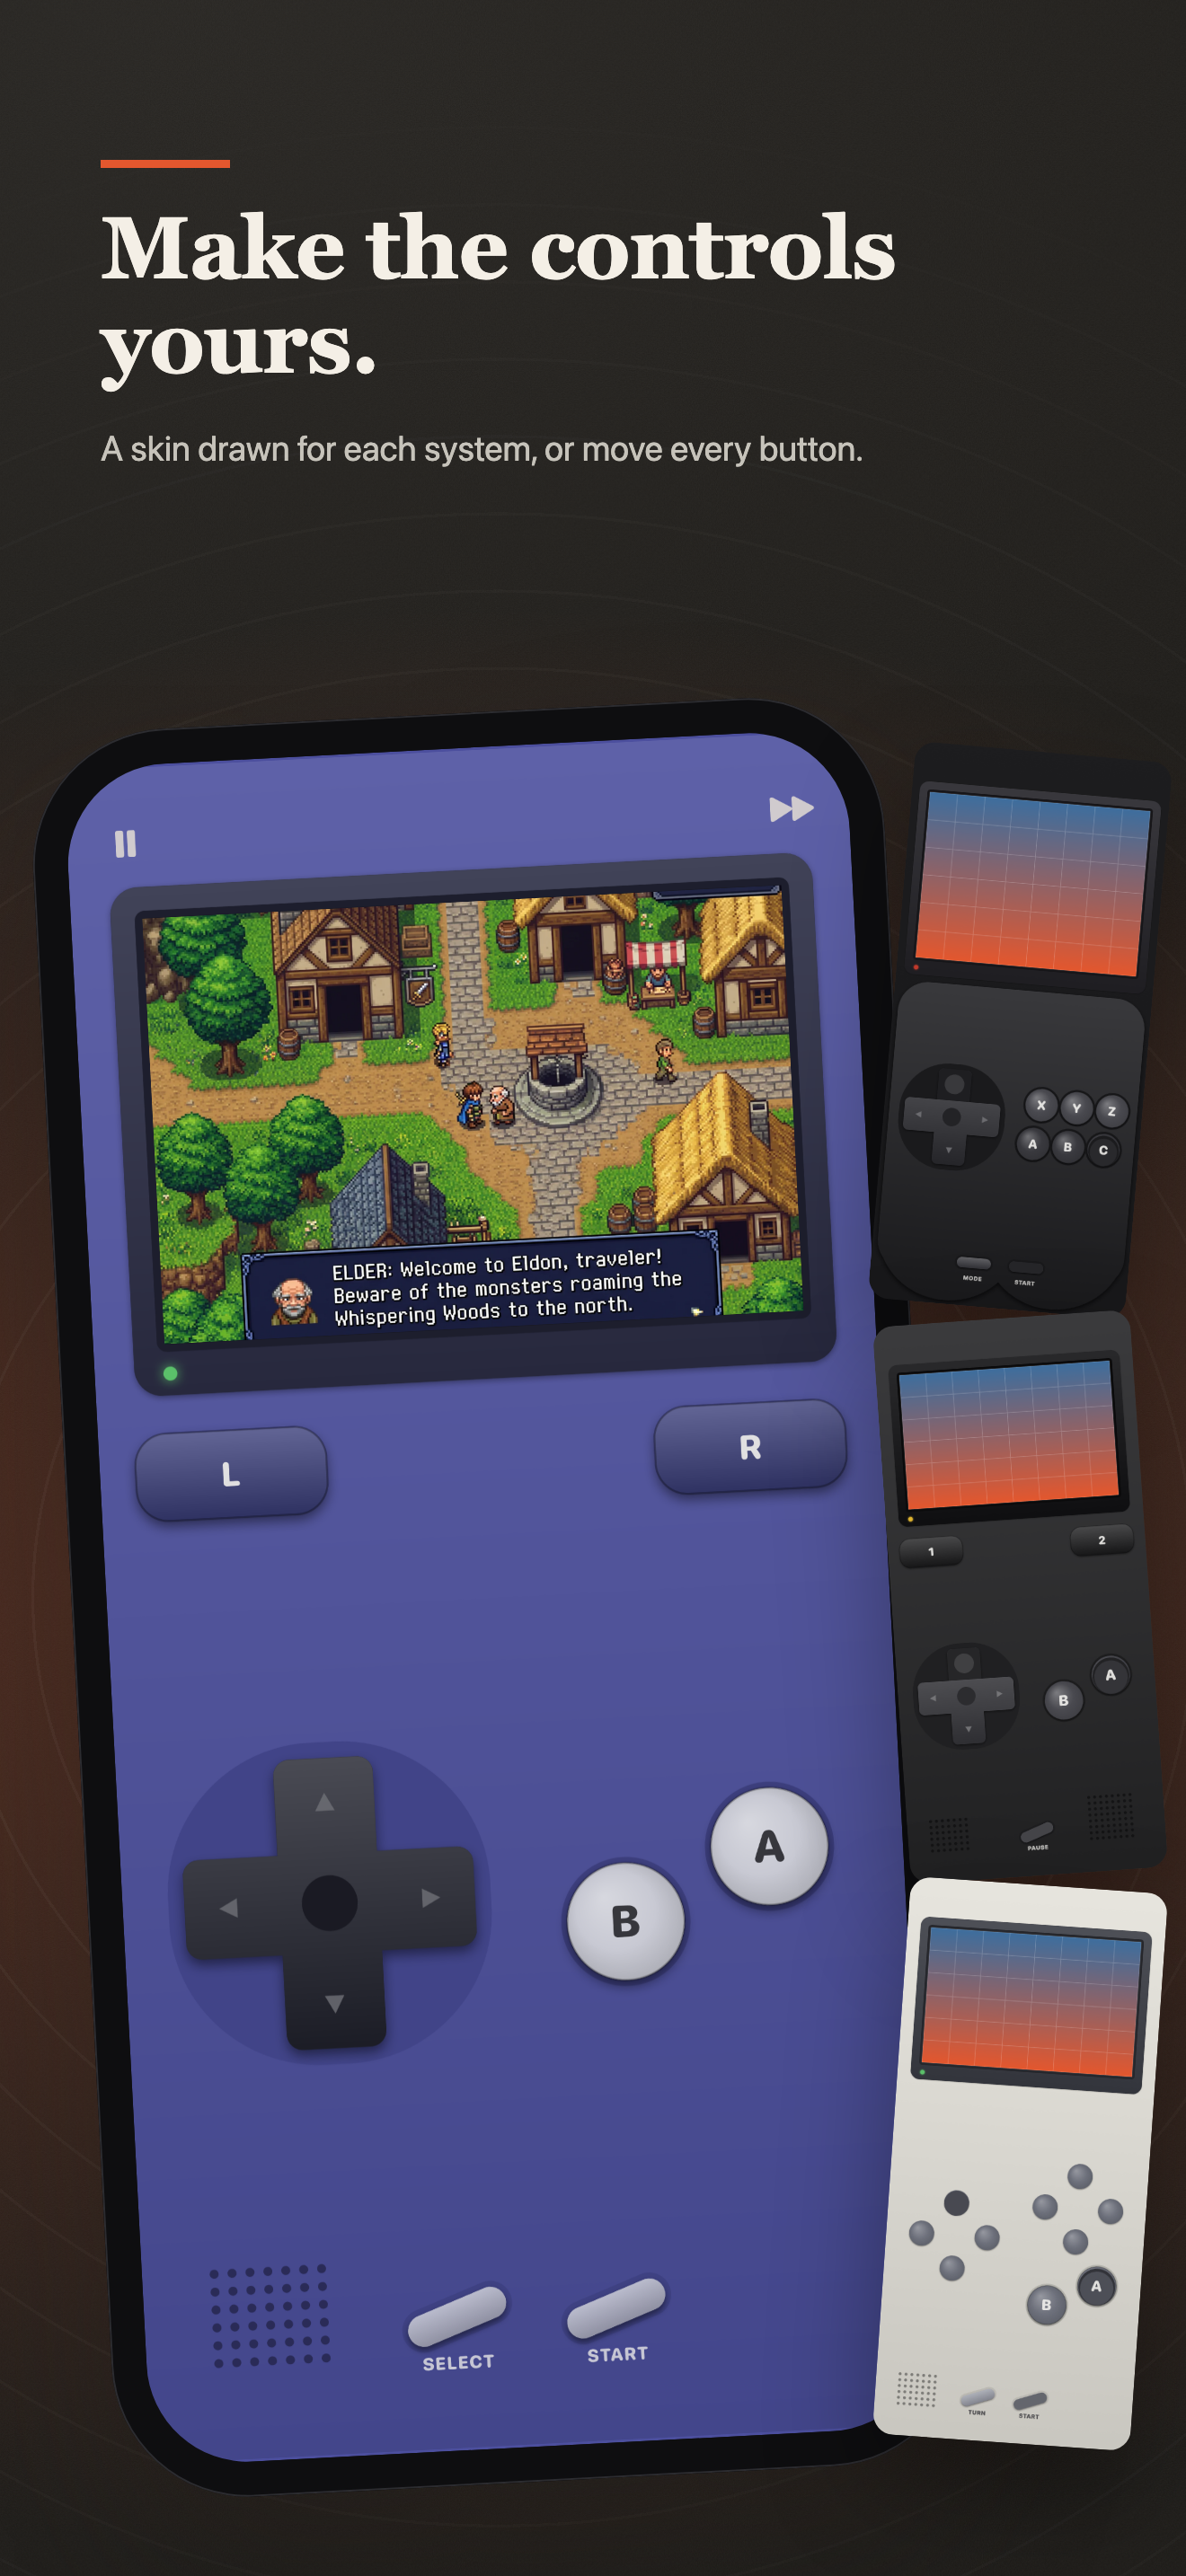 Make the controls
yours.
A skin drawn for each system, or move every button.
ELDER: Welcome to Eldon, traveler!
Beware of the monsters roaming the
Whispering Woods to the north.
L
R
A
B
SELECT
START
X
Y
Z
A
B
C
MODE
START
1
2
A
B
PAUSE
A
B
TURN
START